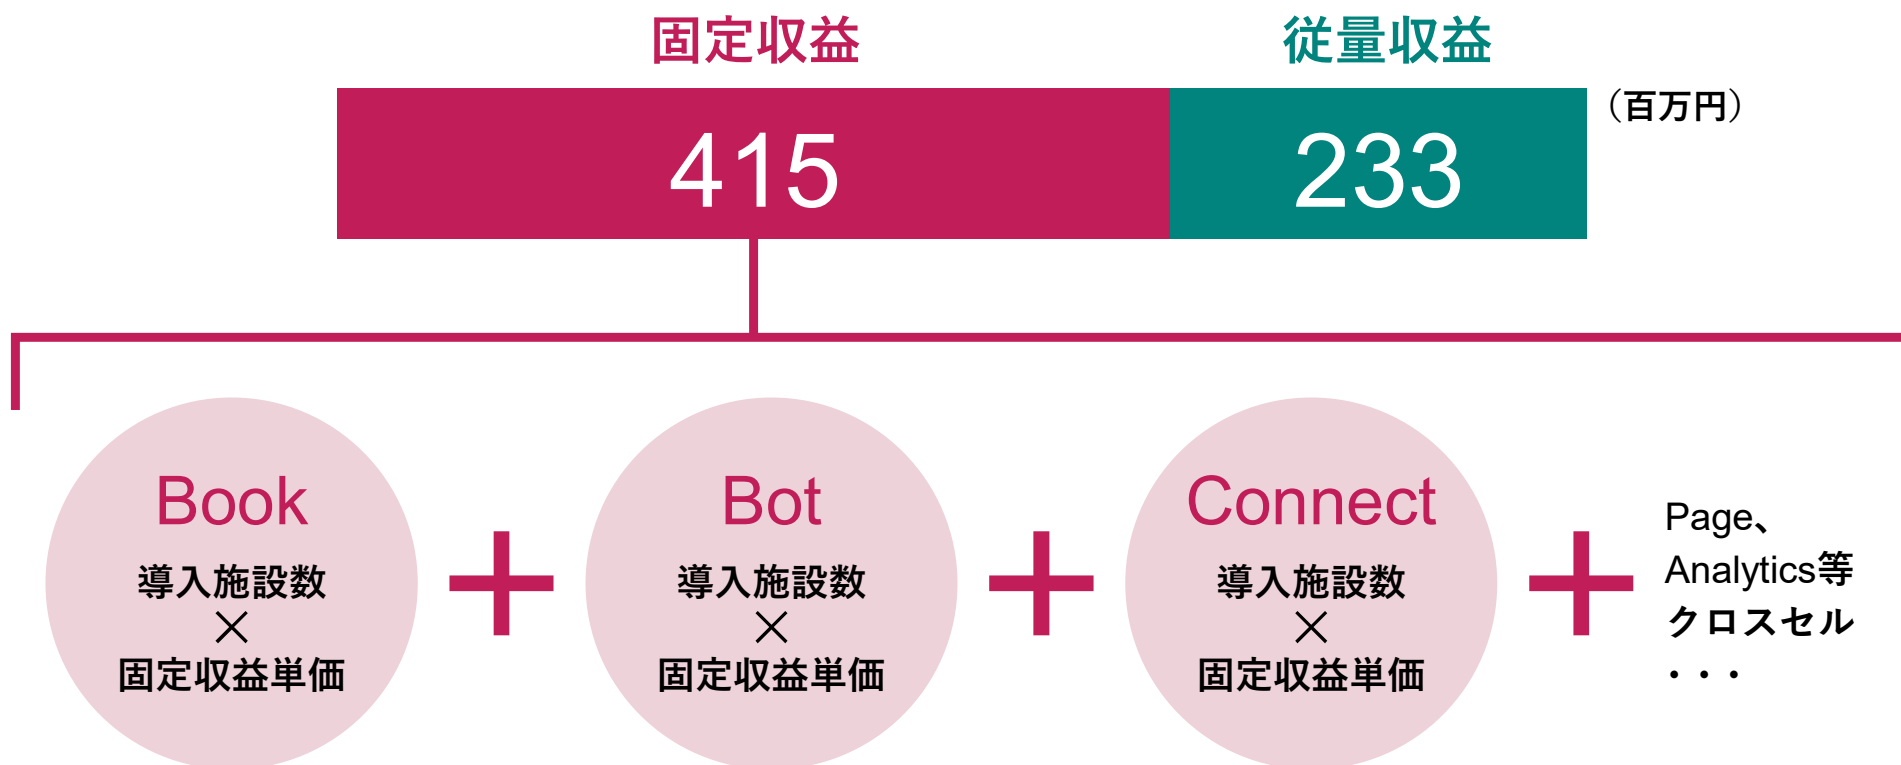 固定収益
従量収益
415
233
（百万円）
Book
導入施設数
×
固定収益単価
+
Bot
導入施設数
×
固定収益単価
+
Connect
導入施設数
×
固定収益単価
+
Page、
Analytics等
クロスセル
・・・